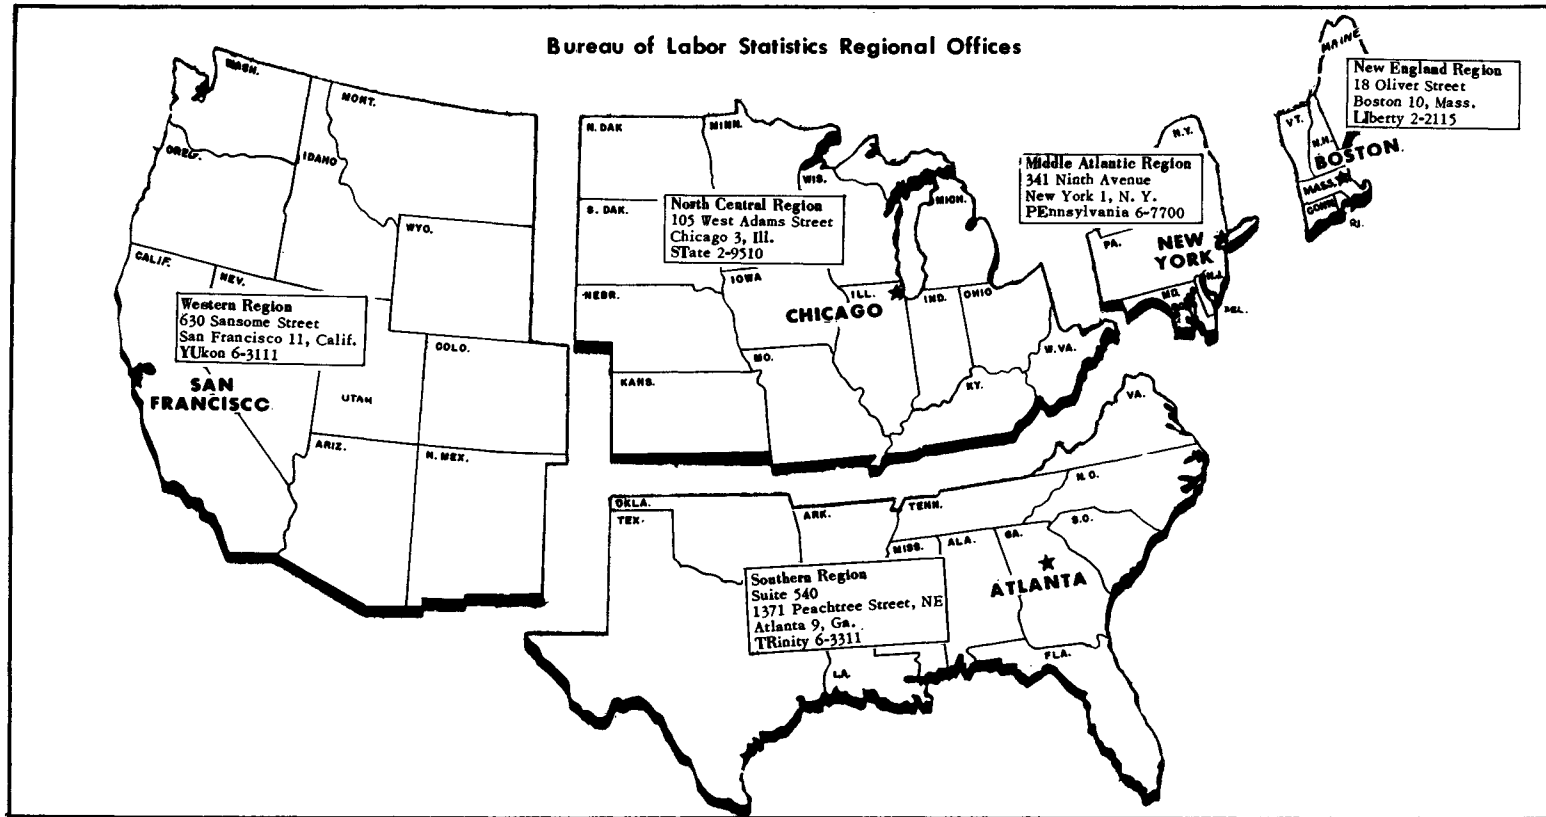 Bureau of Labor Statistics Regional Offices
MAINE
New England Region
18 Oliver Street
Boston 10, Mass.
LIberty 2-2115
VT.
N.H.
BOSTON
MASS.
CONN.
R.I.
N.Y.
Middle Atlantic Region
341 Ninth Avenue
New York 1, N. Y.
PEnnsylvania 6-7700
PA.
NEW
YORK
N.J.
MD.
DEL.
WASH.
MONT.
OREG.
IDAHO
WYO.
CALIF.
NEV.
Western Region
630 Sansome Street
San Francisco 11, Calif.
YUkon 6-3111
SAN
FRANCISCO
COLO.
UTAH
ARIZ.
N. MEX.
N. DAK
MINN.
WIS.
S. DAK.
MICH.
North Central Region
105 West Adams Street
Chicago 3, Ill.
STate 2-9510
IOWA
NEBR.
ILL.
IND.
OHIO
CHICAGO
MO.
W. VA.
KANS.
KY.
VA.
OKLA.
TEX.
ARK.
TENN.
N. C.
S.C.
MISS.
ALA.
GA.
Southern Region
Suite 540
1371 Peachtree Street, NE
Atlanta 9, Ga.
TRinity 6-3311
ATLANTA
LA.
FLA.